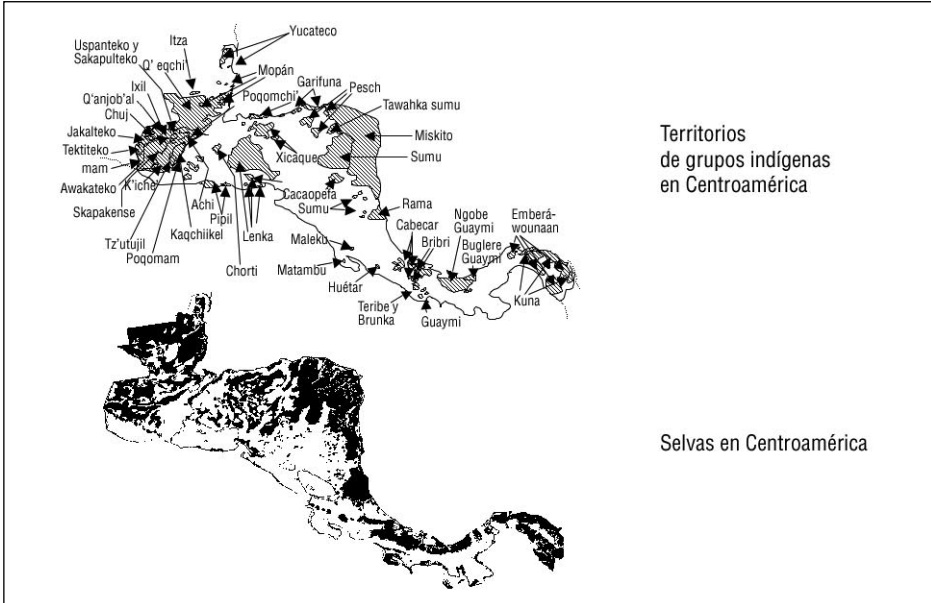 Yucateco
Itza
Uspanteko y
Sakapulteko
Q' eqchi'
Mopán
Ixil
Poqomchi'
Garifuna
Pesch
Q'anjob'al
Tawahka sumu
Chuj
Jakalteko
Miskito
Tektiteko
Xicaque
Sumu
mam
K'iche'
Awakateko
Achi
Cacaopefa
Skapakense
Pipil
Sumu
Rama
Ngobe
Guaymi
Emberá-
wounaan
Tz'utujil
Kaqchiikel
Lenka
Cabecar
Bribri
Buglere
Guaymi
Poqomam
Maleku
Chorti
Matambu
Huétar
Kuna
Teribe y
Brunka
Guaymi
Territorios
de grupos indígenas
en Centroamérica
Selvas en Centroamérica